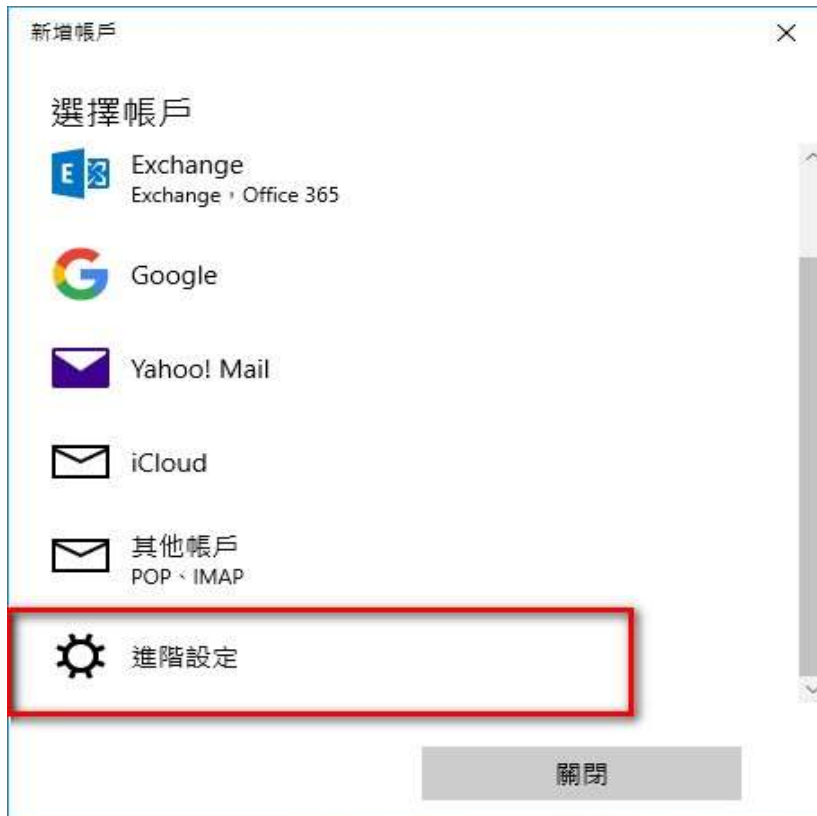 新增帳戶
選擇帳戶
Exchange
Exchange，Office 365
Google
Yahoo! Mail
iCloud
其他帳戶
POP、IMAP
進階設定
關閉